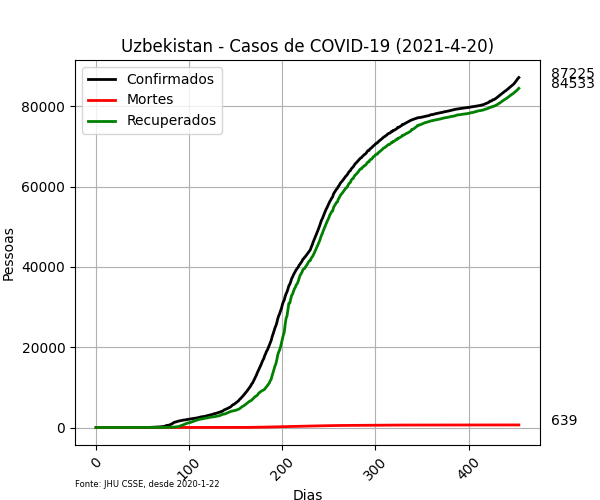 Uzbekistan - Casos de COVID-19 (2021-4-20)
Confirmados
Mortes
Recuperados
87225
84533
639
80000
60000
40000
20000
0
Pessoas
0
100
200
300
400
Dias
Fonte: JHU CSSE, desde 2020-1-22